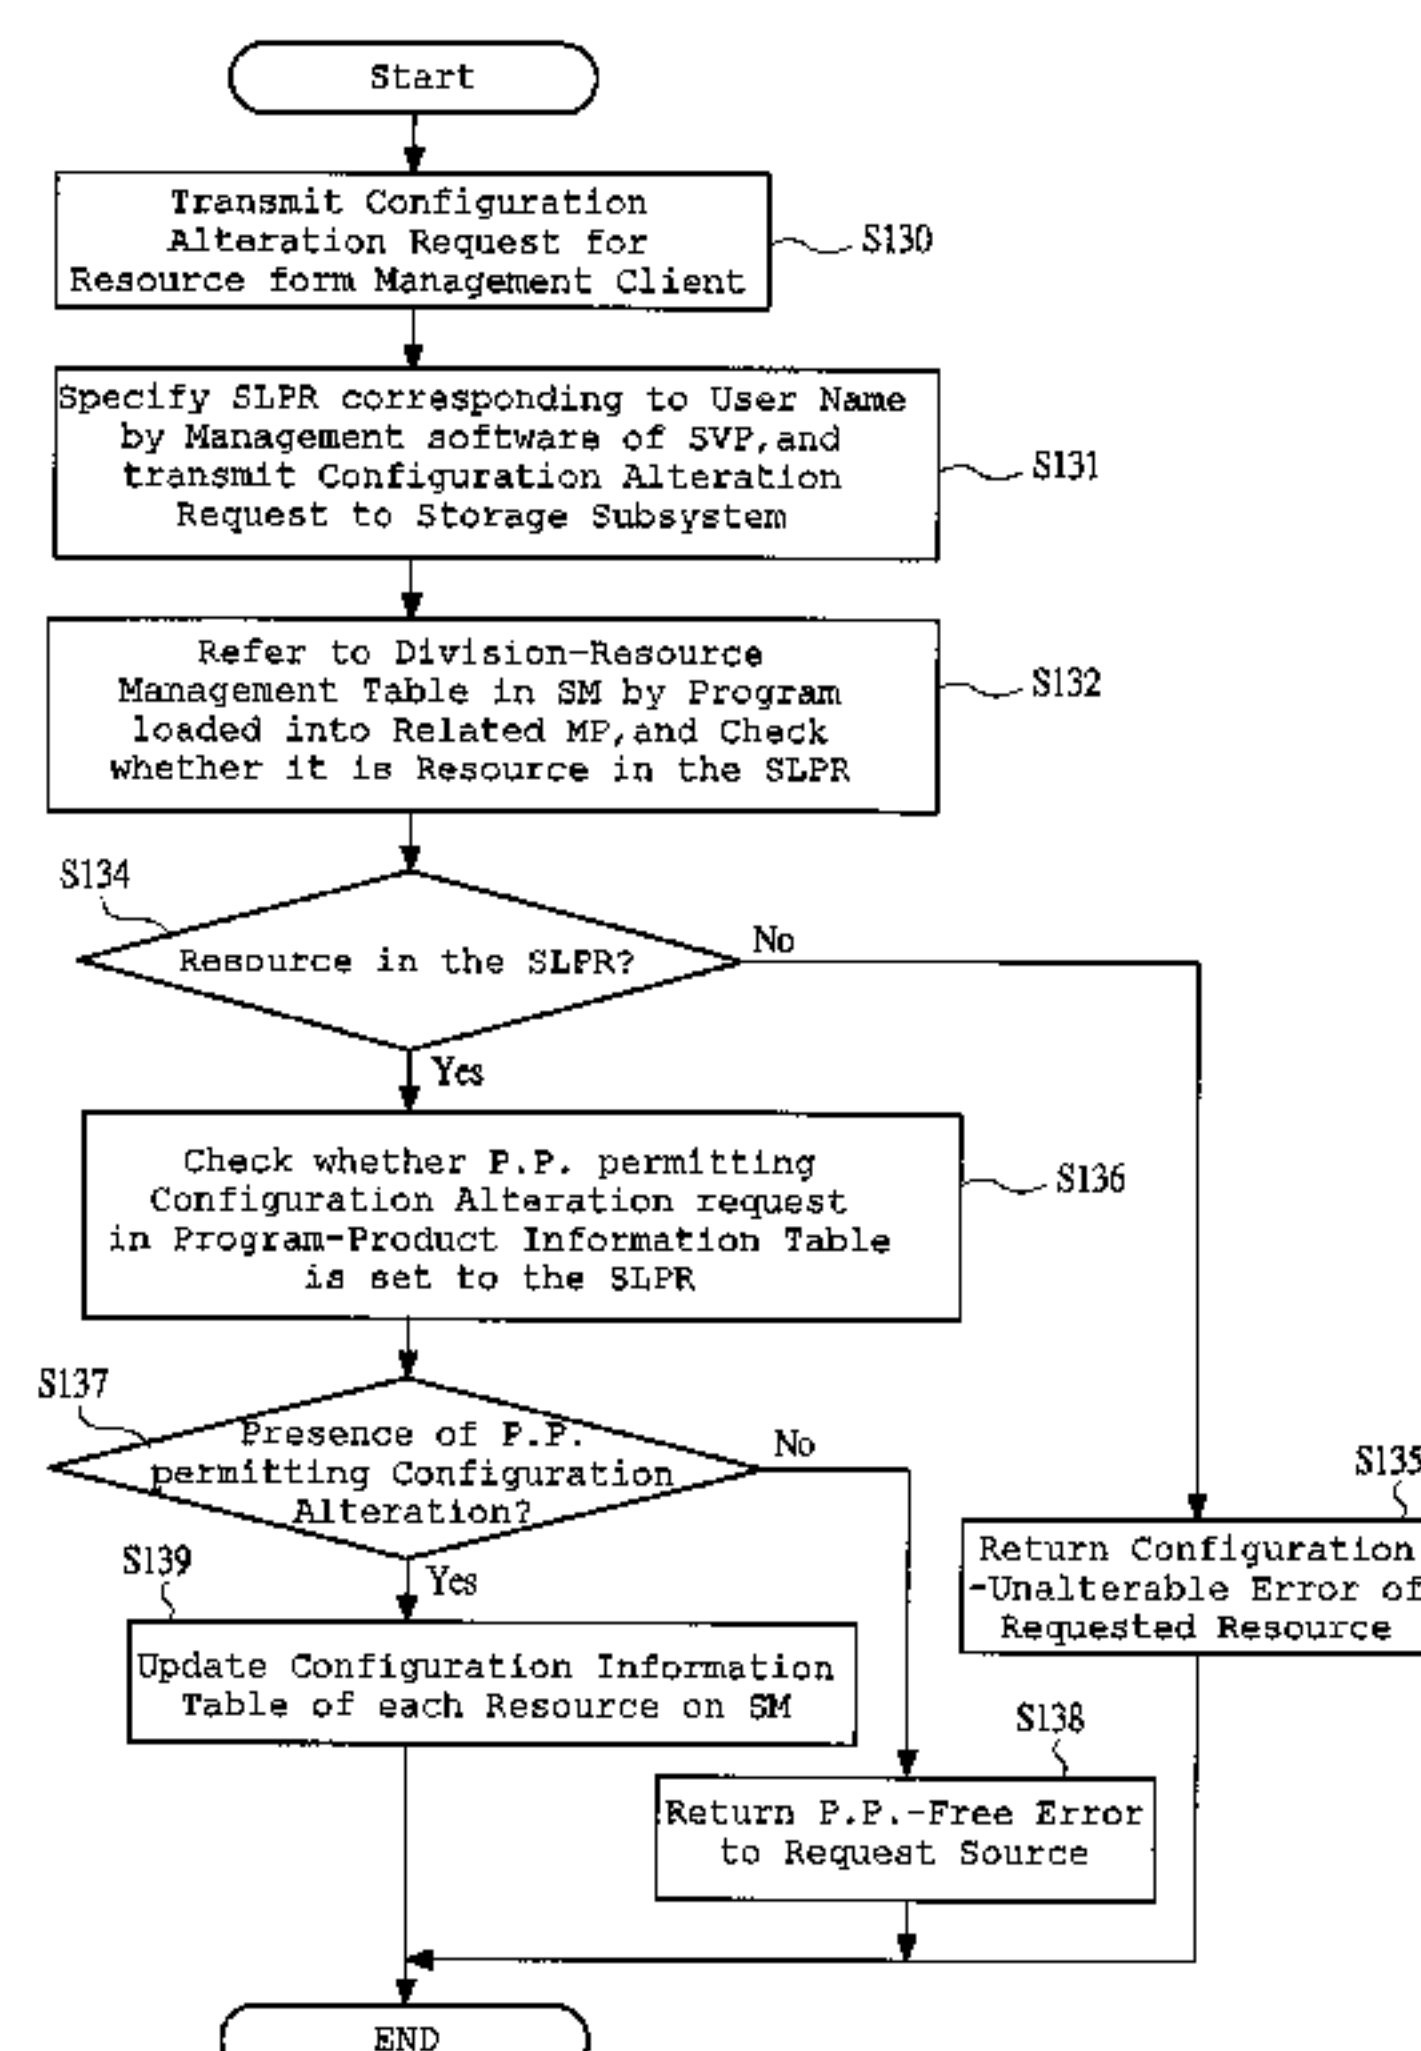 Start
Transmit Configuration
Alteration Request for
Resource form Management Client
S130
Specify SLPR corresponding to User Name
by Management software of SVP,and
transmit Configuration Alteration
Request to Storage Subsystem
S131
Refer to Division-Resource
Management Table in SM by Program
loaded into Related MP,and Check
whether it is Resource in the SLPR
S132
S134
Resource in the SLPR?
No
Yes
Check whether P.P. permitting
Configuration Alteration request
in Program-Product Information Table
is set to the SLPR
S136
S137
Presence of P.P.
permitting Configuration
Alteration?
No
Yes
S135
Return Configuration
-Unalterable Error of
Requested Resource
S139
Update Configuration Information
Table of each Resource on SM
S138
Return P.P.-Free Error
to Request Source
END